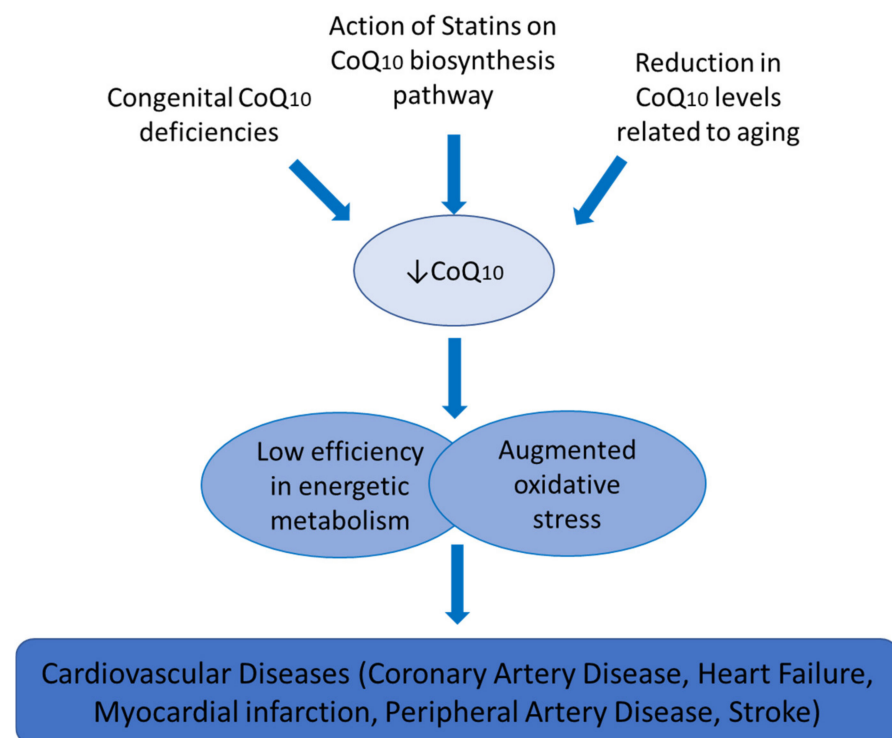 Congenital CoQ10
deficiencies
Action of Statins on
CoQ10 biosynthesis
pathway
Reduction in
CoQ10 levels
related to aging
↓CoQ10
Low efficiency
in energetic
metabolism
Augmented
oxidative
stress
Cardiovascular Diseases (Coronary Artery Disease, Heart Failure,
Myocardial infarction, Peripheral Artery Disease, Stroke)